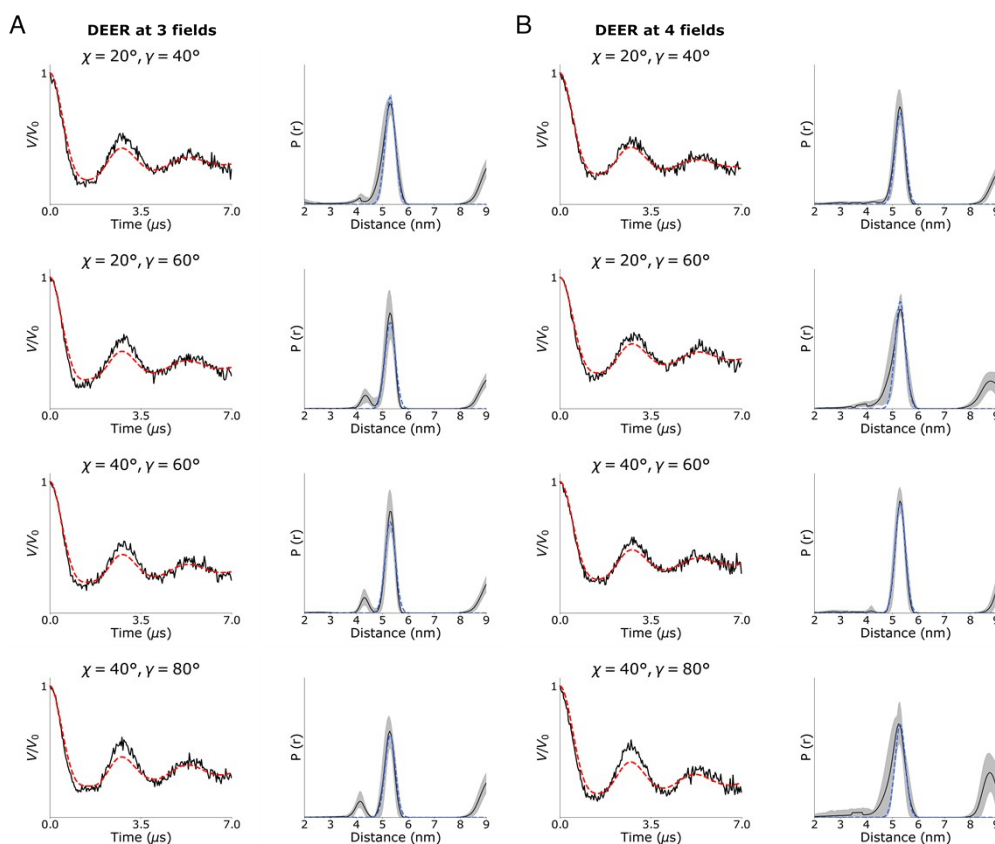 A
DEER at 3 fields
χ = 20°, γ = 40°
1
V/V₀
0.0 3.5 7.0
Time (μs)
P (r)
2 3 4 5 6 7 8 9
Distance (nm)
χ = 20°, γ = 60°
1
V/V₀
0.0 3.5 7.0
Time (μs)
P (r)
2 3 4 5 6 7 8 9
Distance (nm)
χ = 40°, γ = 60°
1
V/V₀
0.0 3.5 7.0
Time (μs)
P (r)
2 3 4 5 6 7 8 9
Distance (nm)
χ = 40°, γ = 80°
1
V/V₀
0.0 3.5 7.0
Time (μs)
P (r)
2 3 4 5 6 7 8 9
Distance (nm)
B
DEER at 4 fields
χ = 20°, γ = 40°
1
V/V₀
0.0 3.5 7.0
Time (μs)
P (r)
2 3 4 5 6 7 8 9
Distance (nm)
χ = 20°, γ = 60°
1
V/V₀
0.0 3.5 7.0
Time (μs)
P (r)
2 3 4 5 6 7 8 9
Distance (nm)
χ = 40°, γ = 60°
1
V/V₀
0.0 3.5 7.0
Time (μs)
P (r)
2 3 4 5 6 7 8 9
Distance (nm)
χ = 40°, γ = 80°
1
V/V₀
0.0 3.5 7.0
Time (μs)
P (r)
2 3 4 5 6 7 8 9
Distance (nm)